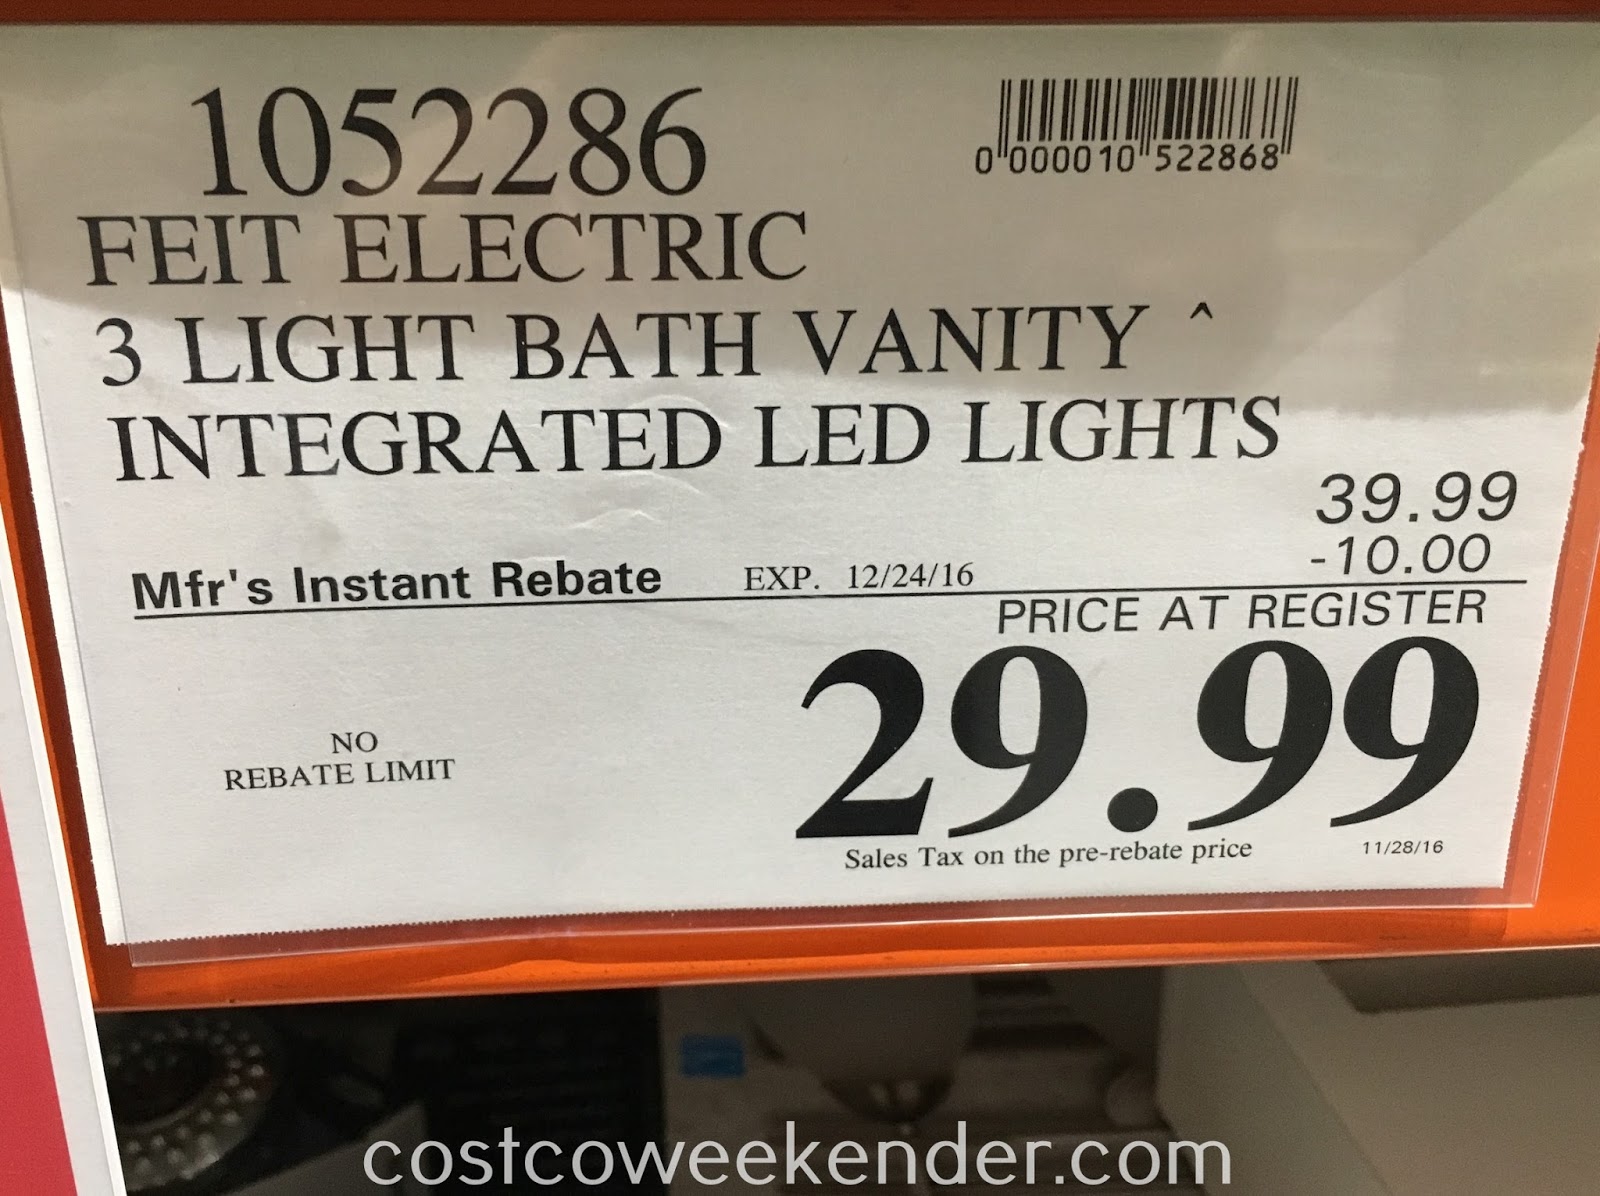 1052286
0 000010 522868
FEIT ELECTRIC
3 LIGHT BATH VANITY ^
INTEGRATED LED LIGHTS
39.99
-10.00
Mfr's Instant Rebate EXP. 12/24/16
PRICE AT REGISTER
29.99
NO
REBATE LIMIT
Sales Tax on the pre-rebate price 11/28/16
costcoweekender.com